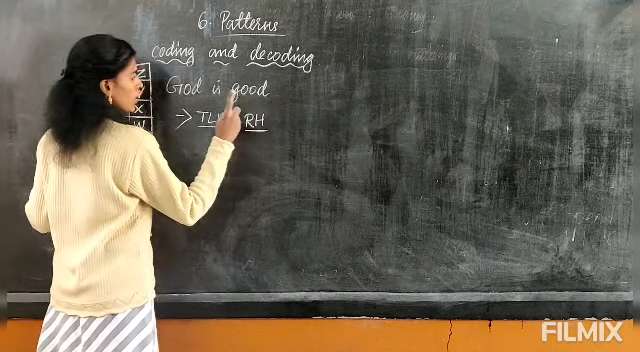 6. Patterns
coding and decoding
God is good
Z
X
W
→ TL RH
FILMIX